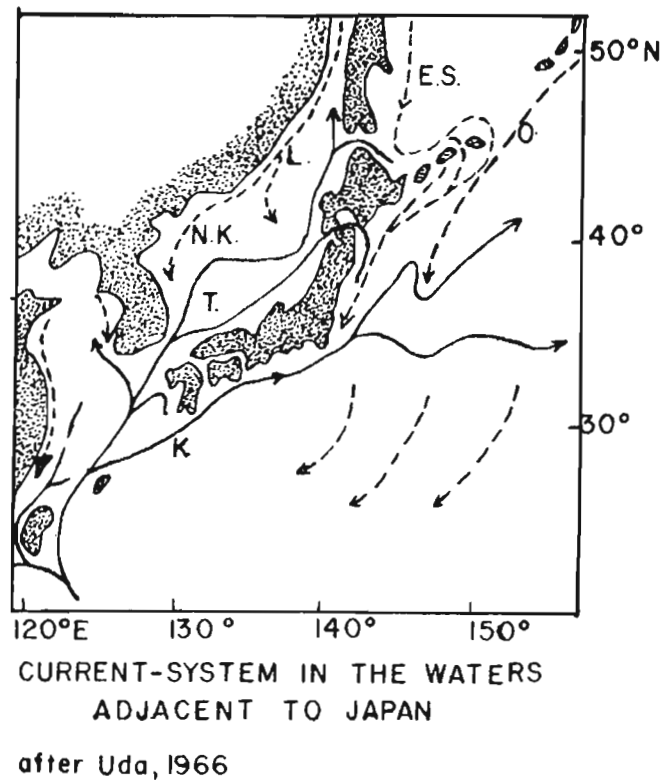 50°N
E.S.
O.
L.
N.K.
40°
T.
30°
K
120°E 130° 140° 150°
CURRENT-SYSTEM IN THE WATERS
ADJACENT TO JAPAN
after Uda, 1966